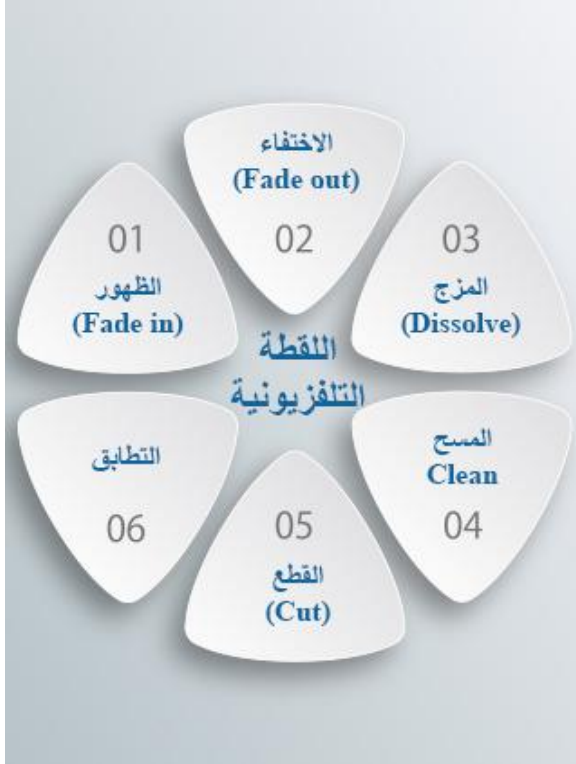 01
الظهور
(Fade in)
الاختفاء
(Fade out)
02
03
المزج
(Dissolve)
المسح
Clean
04
05
القطع
(Cut)
التطابق
06
اللقطة
التلفزيونية